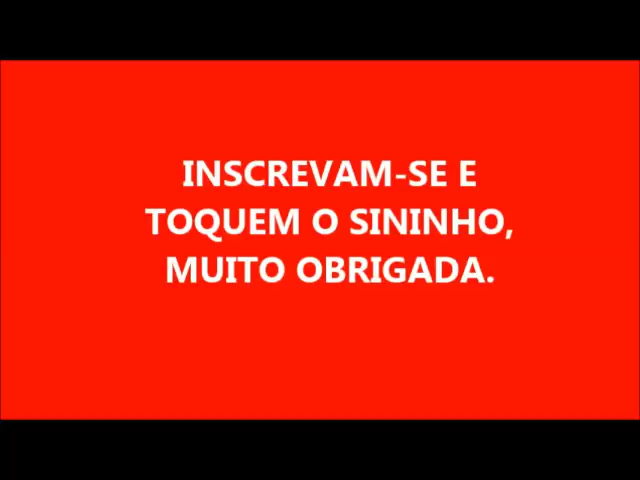 INSCREVAM-SE E
TOQUEM O SININHO,
MUITO OBRIGADA.